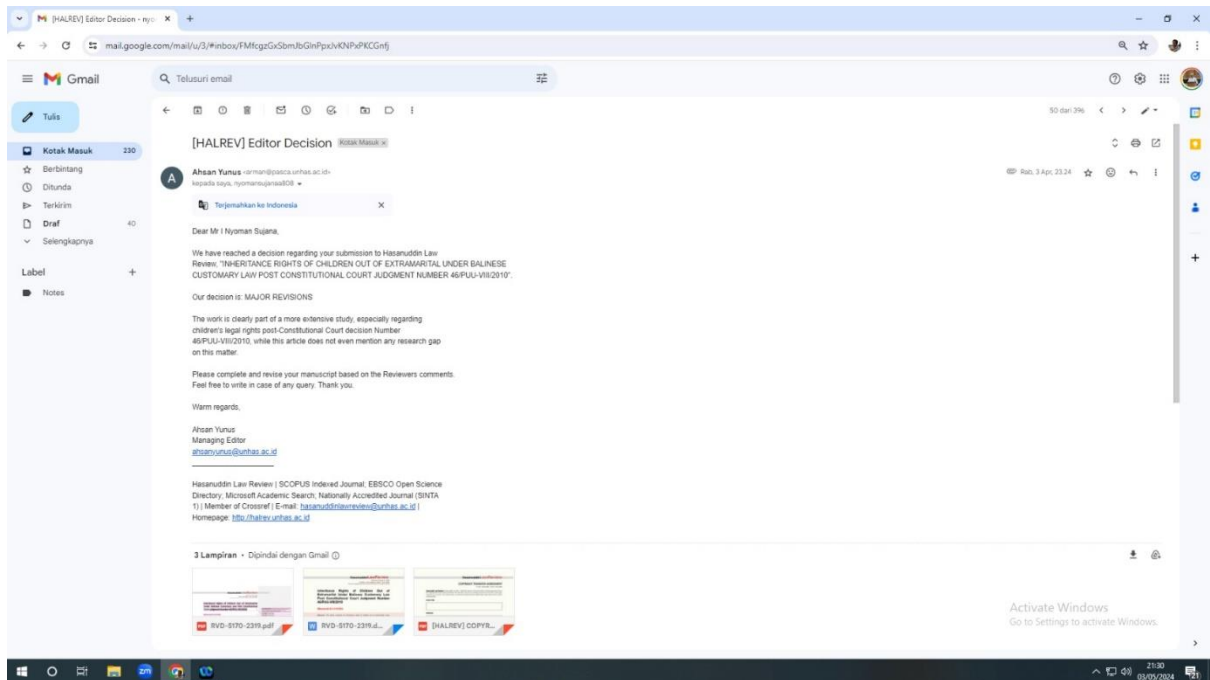 [HALREV] Editor Decision - nyo
mail.google.com/mail/u/3/#inbox/FMfcgzGxSbmJbGlnPpxJvKNPxPKCGnfj
Gmail
Telusuri email
Tulis
50 dari 396
Kotak Masuk 230
Berbintang
Ditunda
Terkirim
Draf 40
Selengkapnya
Label
Notes
[HALREV] Editor Decision Kotak Masuk x
Ahsan Yunus <arman@pasca.unhas.ac.id>
Rab, 3 Apr, 23.24
kepada saya, nyomansujanaa808
Terjemahkan ke Indonesia X
Dear Mr I Nyoman Sujana,
We have reached a decision regarding your submission to Hasanuddin Law
Review, "INHERITANCE RIGHTS OF CHILDREN OUT OF EXTRAMARITAL UNDER BALINESE
CUSTOMARY LAW POST CONSTITUTIONAL COURT JUDGMENT NUMBER 46/PUU-VIII/2010".
Our decision is: MAJOR REVISIONS
The work is clearly part of a more extensive study, especially regarding
children's legal rights post-Constitutional Court decision Number
46/PUU-VIII/2010, while this article does not even mention any research gap
on this matter.
Please complete and revise your manuscript based on the Reviewers comments.
Feel free to write in case of any query. Thank you.
Warm regards,
Ahsan Yunus
Managing Editor
ahsanyunus@unhas.ac.id
Hasanuddin Law Review | SCOPUS Indexed Journal; EBSCO Open Science
Directory; Microsoft Academic Search; Nationally Accredited Journal (SINTA
1) | Member of Crossref | E-mail: hasanuddinlawreview@unhas.ac.id |
Homepage: http://halrev.unhas.ac.id
3 Lampiran • Dipindai dengan Gmail
RVD-5170-2319.pdf
RVD-5170-2319.d...
[HALREV] COPYR...
Activate Windows
Go to Settings to activate Windows.
21:30
03/05/2024